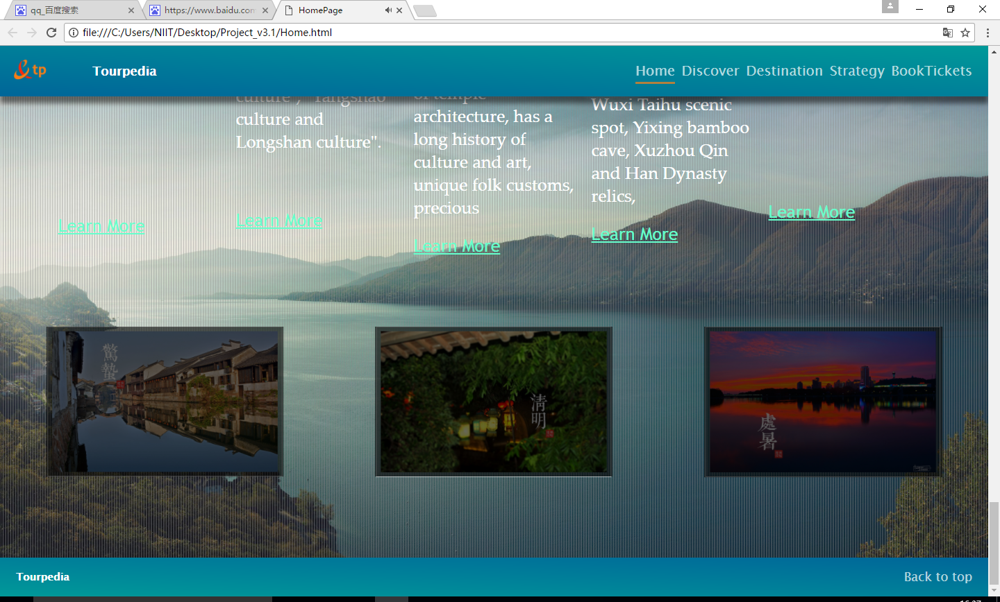 qq_百度搜索
https://www.baidu.com
HomePage
file:///C:/Users/NIIT/Desktop/Project_v3.1/Home.html
tp
Tourpedia
Home Discover Destination Strategy BookTickets
culture", "Yangshao
culture and
Longshan culture".
Learn More
of temple
architecture, has a
long history of
culture and art,
unique folk customs,
precious
Learn More
Wuxi Taihu scenic
spot, Yixing bamboo
cave, Xuzhou Qin
and Han Dynasty
relics,
Learn More
Learn More
Learn More
驚蟄
清明
處暑
Tourpedia
Back to top